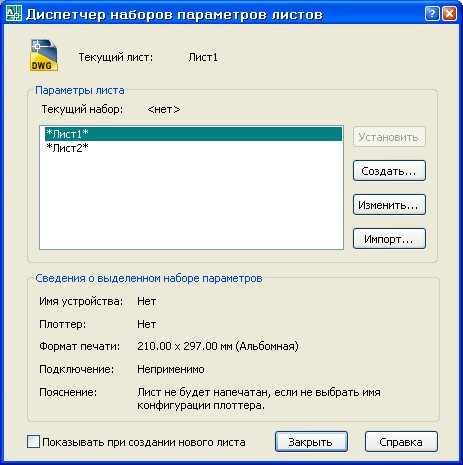 Диспетчер наборов параметров листов
DWG
Текущий лист: Лист1
Параметры листа
Текущий набор: <нет>
*Лист1*
*Лист2*
Установить
Создать...
Изменить...
Импорт...
Сведения о выделенном наборе параметров
Имя устройства: Нет
Плоттер: Нет
Формат печати: 210.00 x 297.00 мм (Альбомная)
Подключение: Неприменимо
Пояснение: Лист не будет напечатан, если не выбрать имя
конфигурации плоттера.
Показывать при создании нового листа
Закрыть
Справка